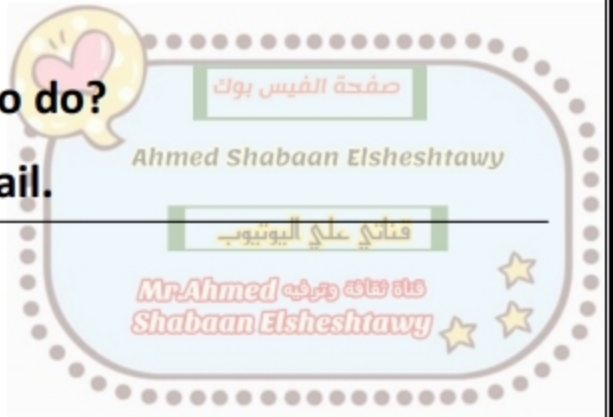 o do?
صفحة الفيس بوك
Ahmed Shabaan Elsheshtawy
ail.
قناتي علي اليوتيوب
Mr.Ahmed قناة ثقافة وترفيه
Shabaan Elsheshtawy